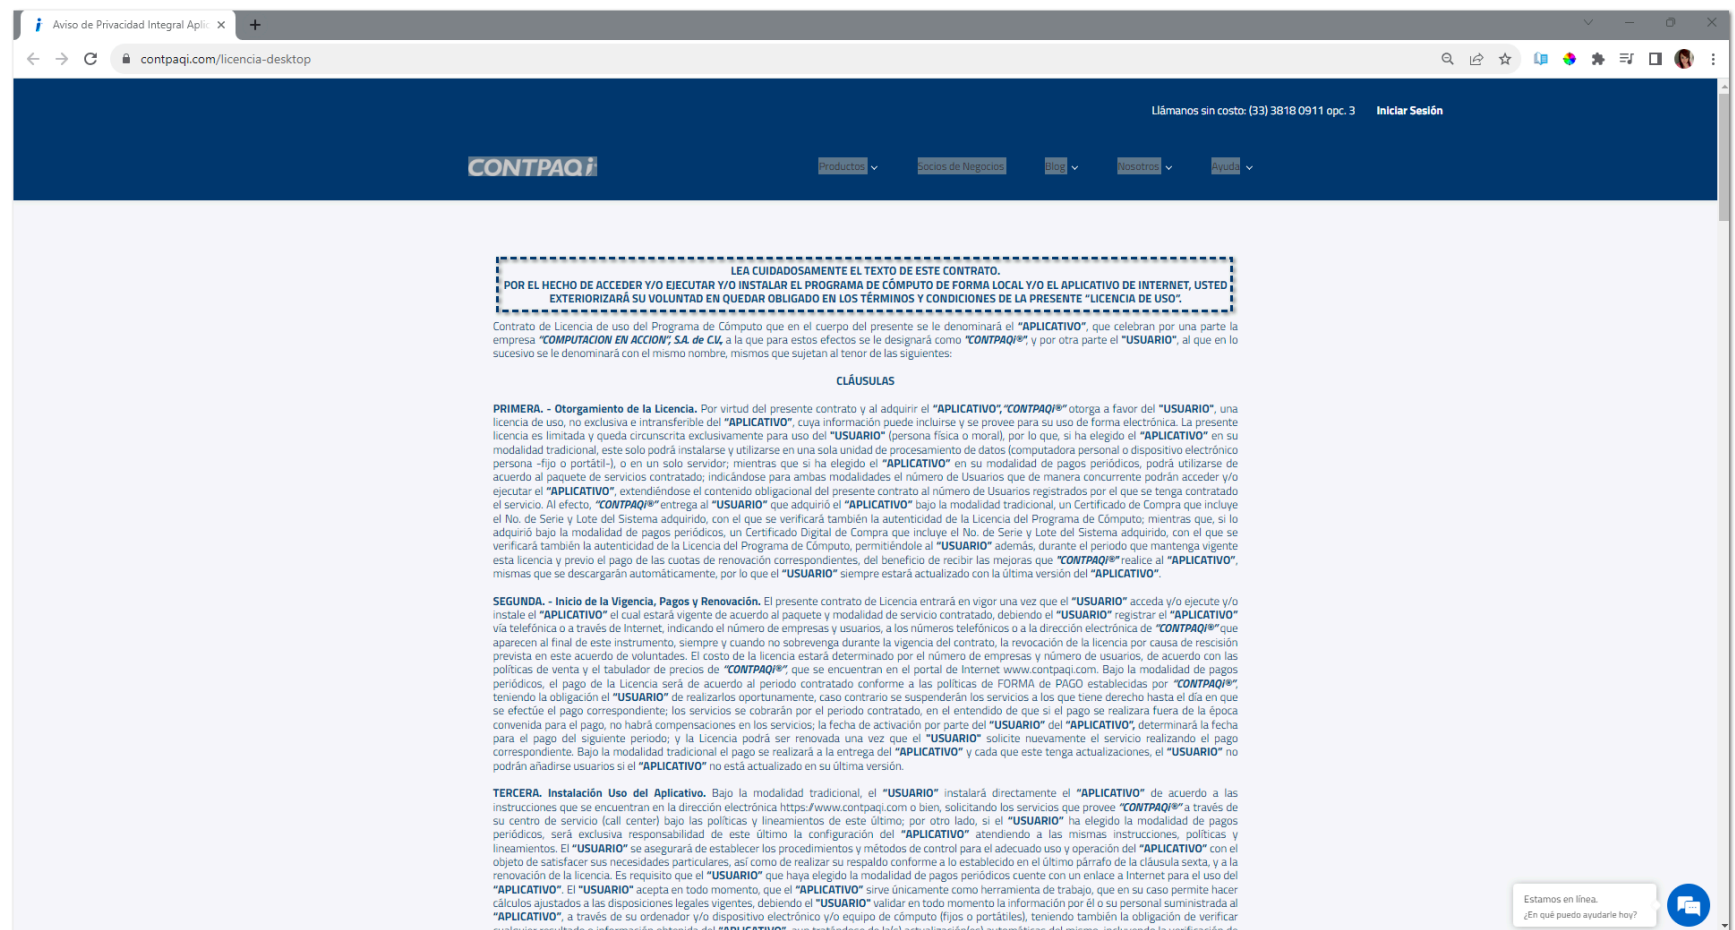 Aviso de Privacidad Integral Aplic
contpaqi.com/licencia-desktop
Llámanos sin costo: (33) 3818 0911 opc. 3 Iniciar Sesión
CONTPAQi Productos Socios de Negocios Blog Nosotros Ayuda
LEA CUIDADOSAMENTE EL TEXTO DE ESTE CONTRATO.
POR EL HECHO DE ACCEDER Y/O EJECUTAR Y/O INSTALAR EL PROGRAMA DE CÓMPUTO DE FORMA LOCAL Y/O EL APLICATIVO DE INTERNET, USTED
EXTERIORIZARÁ SU VOLUNTAD EN QUEDAR OBLIGADO EN LOS TÉRMINOS Y CONDICIONES DE LA PRESENTE “LICENCIA DE USO”.
Contrato de Licencia de uso del Programa de Cómputo que en el cuerpo del presente se le denominará el “APLICATIVO”, que celebran por una parte la
empresa “COMPUTACION EN ACCION”, S.A. de C.V., a la que para estos efectos se le designará como "CONTPAQi®", y por otra parte el "USUARIO", al que en lo
sucesivo se le denominará con el mismo nombre, mismos que sujetan al tenor de las siguientes:
CLÁUSULAS
PRIMERA. - Otorgamiento de la Licencia. Por virtud del presente contrato y al adquirir el "APLICATIVO","CONTPAQi®" otorga a favor del "USUARIO", una
licencia de uso, no exclusiva e intransferible del “APLICATIVO”, cuya información puede incluirse y se provee para su uso de forma electrónica. La presente
licencia es limitada y queda circunscrita exclusivamente para uso del "USUARIO" (persona física o moral), por lo que, si ha elegido el “APLICATIVO” en su
modalidad tradicional, este solo podrá instalarse y utilizarse en una sola unidad de procesamiento de datos (computadora personal o dispositivo electrónico
persona -fijo o portátil-), o en un solo servidor; mientras que si ha elegido el “APLICATIVO” en su modalidad de pagos periódicos, podrá utilizarse de
acuerdo al paquete de servicios contratado; indicándose para ambas modalidades el número de Usuarios que de manera concurrente podrán acceder y/o
ejecutar el “APLICATIVO”, extendiéndose el contenido obligacional del presente contrato al número de Usuarios registrados por el que se tenga contratado
el servicio. Al efecto, "CONTPAQi®" entrega al “USUARIO” que adquirió el “APLICATIVO” bajo la modalidad tradicional, un Certificado de Compra que incluye
el No. de Serie y Lote del Sistema adquirido, con el que se verificará también la autenticidad de la Licencia del Programa de Cómputo; mientras que, si lo
adquirió bajo la modalidad de pagos periódicos, un Certificado Digital de Compra que incluye el No. de Serie y Lote del Sistema adquirido, con el que se
verificará también la autenticidad de la Licencia del Programa de Cómputo, permitiéndole al “USUARIO” además, durante el periodo que mantenga vigente
esta licencia y previo el pago de las cuotas de renovación correspondientes, del beneficio de recibir las mejoras que "CONTPAQi®" realice al “APLICATIVO”,
mismas que se descargarán automáticamente, por lo que el “USUARIO” siempre estará actualizado con la última versión del “APLICATIVO”.
SEGUNDA. - Inicio de la Vigencia, Pagos y Renovación. El presente contrato de Licencia entrará en vigor una vez que el “USUARIO” acceda y/o ejecute y/o
instale el “APLICATIVO” el cual estará vigente de acuerdo al paquete y modalidad de servicio contratado, debiendo el “USUARIO” registrar el “APLICATIVO”
vía telefónica o a través de Internet, indicando el número de empresas y usuarios, a los números telefónicos o a la dirección electrónica de "CONTPAQi®" que
aparecen al final de este instrumento, siempre y cuando no sobrevenga durante la vigencia del contrato, la revocación de la licencia por causa de rescisión
prevista en este acuerdo de voluntades. El costo de la licencia estará determinado por el número de empresas y número de usuarios, de acuerdo con las
políticas de venta y el tabulador de precios de "CONTPAQi®", que se encuentran en el portal de Internet www.contpaqi.com. Bajo la modalidad de pagos
periódicos, el pago de la Licencia será de acuerdo al periodo contratado conforme a las políticas de FORMA de PAGO establecidas por "CONTPAQi®",
teniendo la obligación el “USUARIO” de realizarlos oportunamente, caso contrario se suspenderán los servicios a los que tiene derecho hasta el día en que
se efectúe el pago correspondiente; los servicios se cobrarán por el periodo contratado, en el entendido de que si el pago se realizara fuera de la época
convenida para el pago, no habrá compensaciones en los servicios; la fecha de activación por parte del “USUARIO” del “APLICATIVO”, determinará la fecha
para el pago del siguiente periodo; y la Licencia podrá ser renovada una vez que el "USUARIO" solicite nuevamente el servicio realizando el pago
correspondiente. Bajo la modalidad tradicional el pago se realizará a la entrega del “APLICATIVO” y cada que este tenga actualizaciones, el “USUARIO” no
podrán añadirse usuarios si el “APLICATIVO” no está actualizado en su última versión.
TERCERA. Instalación Uso del Aplicativo. Bajo la modalidad tradicional, el “USUARIO” instalará directamente el “APLICATIVO” de acuerdo a las
instrucciones que se encuentran en la dirección electrónica https://www.contpaqi.com o bien, solicitando los servicios que provee "CONTPAQi®" a través de
su centro de servicio (call center) bajo las políticas y lineamientos de este último; por otro lado, si el “USUARIO” ha elegido la modalidad de pagos
periódicos, será exclusiva responsabilidad de este último la configuración del “APLICATIVO” atendiendo a las mismas instrucciones, políticas y
lineamientos. El “USUARIO” se asegurará de establecer los procedimientos y métodos de control para el adecuado uso y operación del “APLICATIVO” con el
objeto de satisfacer sus necesidades particulares, así como de realizar su respaldo conforme a lo establecido en el último párrafo de la cláusula sexta, y a la
renovación de la licencia. Es requisito que el “USUARIO” que haya elegido la modalidad de pagos periódicos cuente con un enlace a Internet para el uso del
“APLICATIVO”. El "USUARIO" acepta en todo momento, que el “APLICATIVO” sirve únicamente como herramienta de trabajo, que en su caso permite hacer
cálculos ajustados a las disposiciones legales vigentes, debiendo el "USUARIO" validar en todo momento la información por él o su personal suministrada al
“APLICATIVO”, a través de su ordenador y/o dispositivo electrónico y/o equipo de cómputo (fijos o portátiles), teniendo también la obligación de verificar
Estamos en línea.
¿En qué puedo ayudarle hoy?